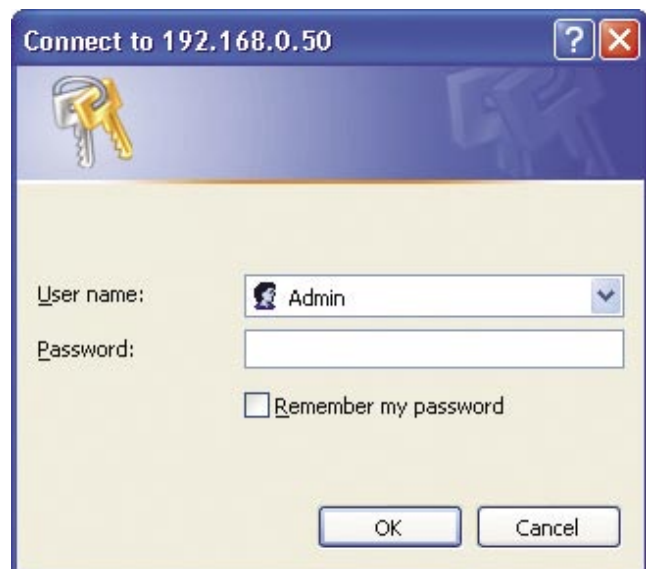 Connect to 192.168.0.50
User name:
Admin
Password:
Remember my password
OK
Cancel